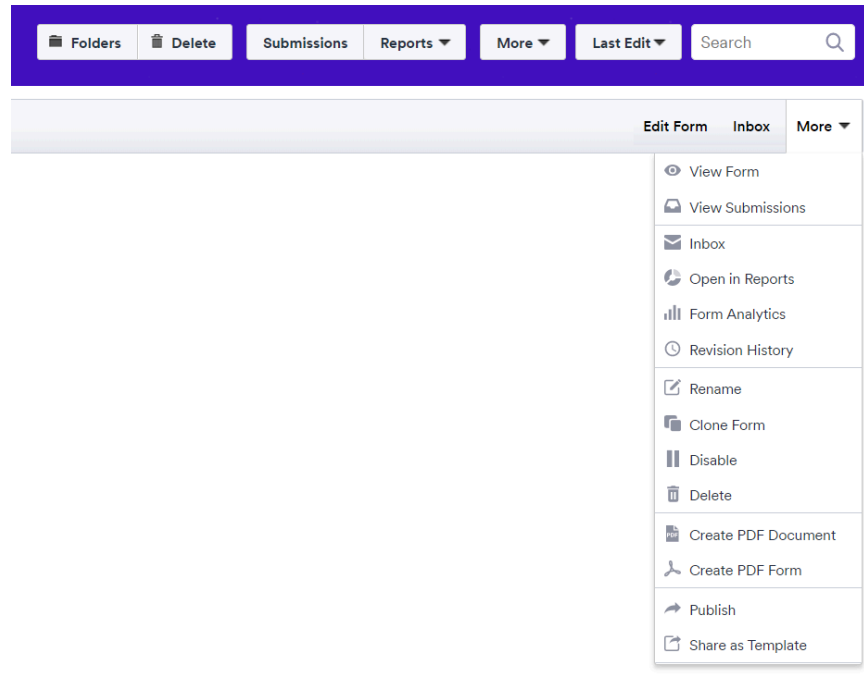 Folders Delete Submissions Reports More Last Edit Search
Edit Form Inbox More
View Form
View Submissions
Inbox
Open in Reports
Form Analytics
Revision History
Rename
Clone Form
Disable
Delete
PDF Create PDF Document
Create PDF Form
Publish
Share as Template